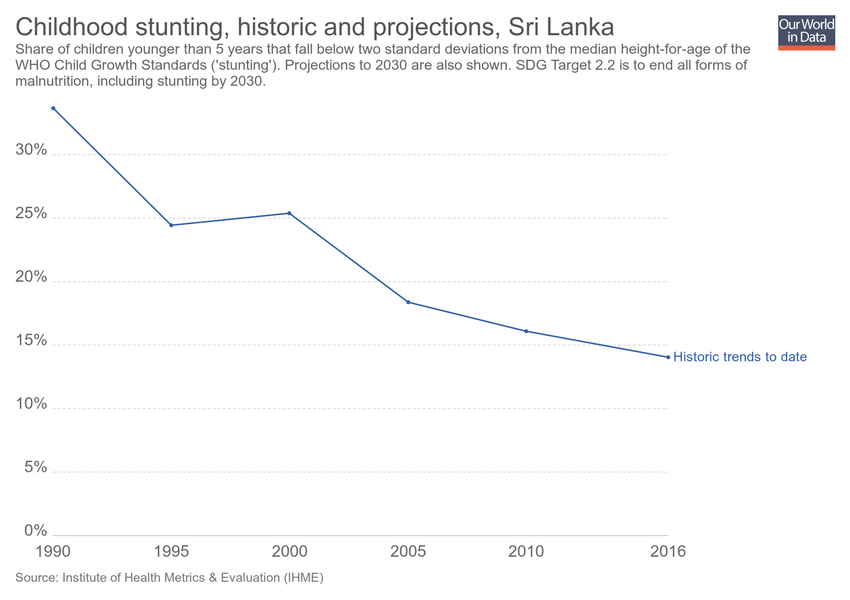 Childhood stunting, historic and projections, Sri Lanka
Our World
in Data
Share of children younger than 5 years that fall below two standard deviations from the median height-for-age of the
WHO Child Growth Standards ('stunting'). Projections to 2030 are also shown. SDG Target 2.2 is to end all forms of
malnutrition, including stunting by 2030.
30%
25%
20%
15%
Historic trends to date
10%
5%
0%
1990 1995 2000 2005 2010 2016
Source: Institute of Health Metrics & Evaluation (IHME)